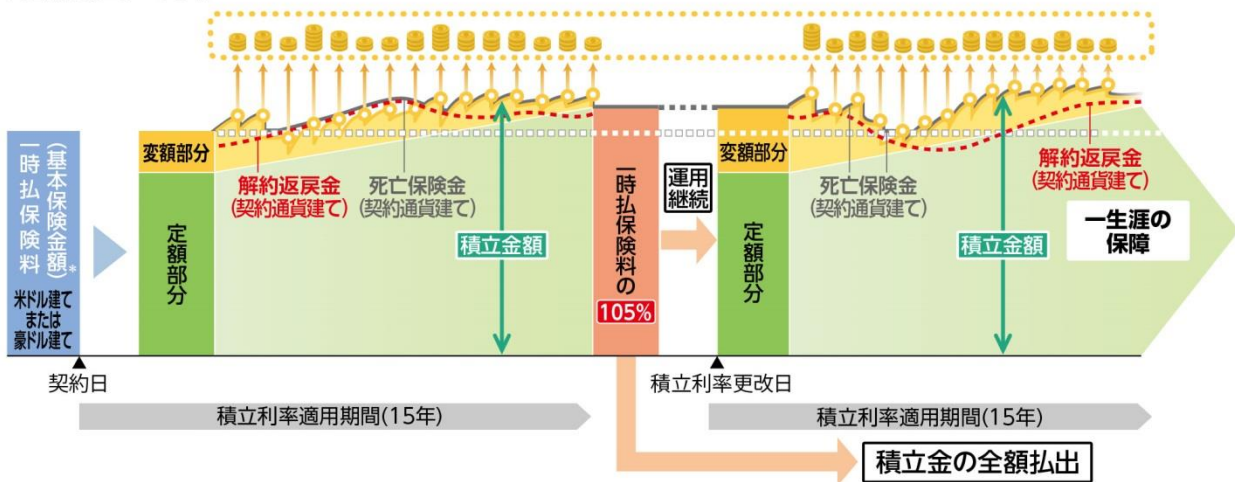 一時払保険料
(基本保険金額)*
米ドル建て
または
豪ドル建て
変額部分
定額部分
解約返戻金
(契約通貨建て)
死亡保険金
(契約通貨建て)
積立金額
一時払保険料の
105%
運用
継続
変額部分
定額部分
死亡保険金
(契約通貨建て)
積立金額
解約返戻金
(契約通貨建て)
一生涯の
保障
▲
契約日
▲
積立利率更改日
積立利率適用期間(15年)
積立利率適用期間(15年)
積立金の全額払出